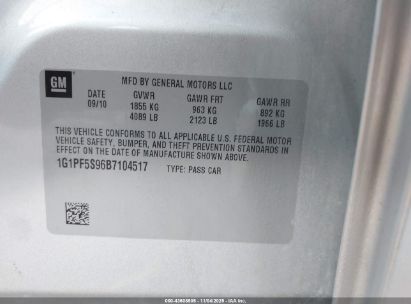 GM
MFD BY GENERAL MOTORS LLC
DATE GVWR GAWR FRT GAWR RR
09/10 1855 KG 963 KG 892 KG
4089 LB 2123 LB 1966 LB
THIS VEHICLE CONFORMS TO ALL APPLICABLE U.S. FEDERAL MOTOR
VEHICLE SAFETY, BUMPER, AND THEFT PREVENTION STANDARDS IN
EFFECT ON THE DATE OF MANUFACTURE SHOWN ABOVE.
1G1PF5S96B7104517 TYPE: PASS CAR